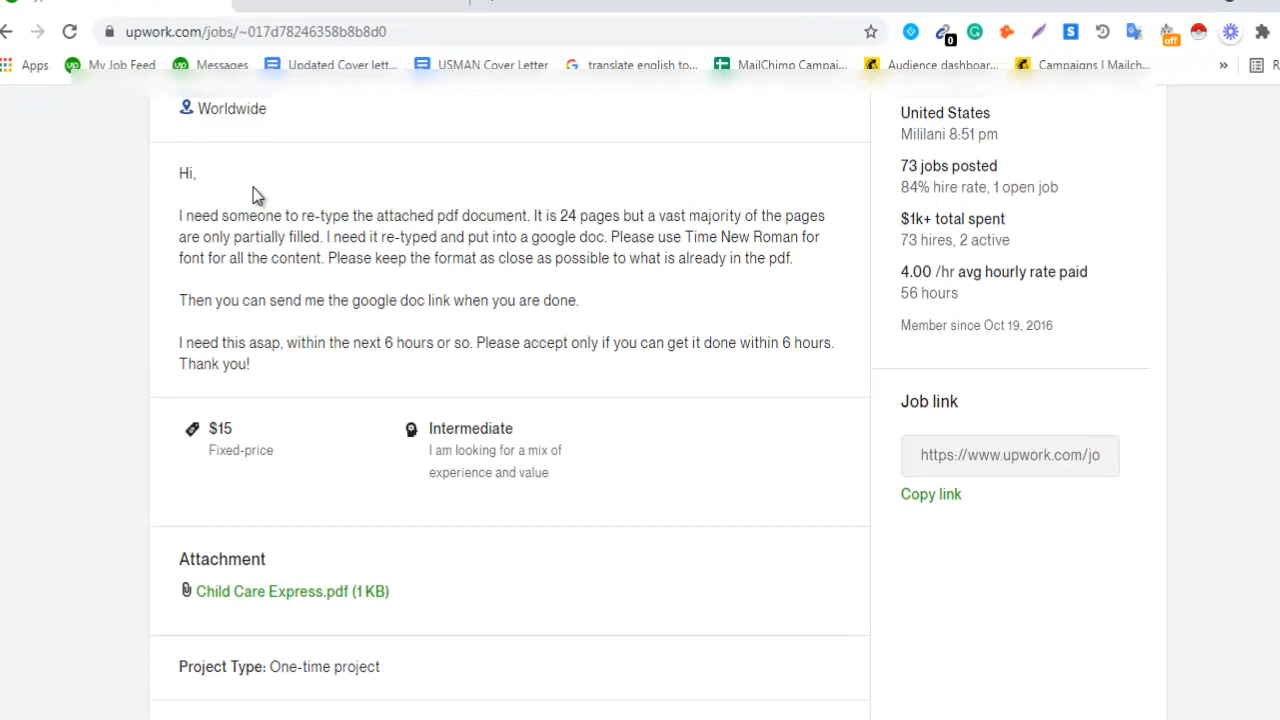 upwork.com/jobs/~017d78246358b8b8d0
0
off
Apps
My Job Feed
Messages
Updated Cover lett...
USMAN Cover Letter
translate english to...
MailChimp Campai...
Audience dashboar...
Campaigns | Mailch...
»
R
Worldwide
Hi,
I need someone to re-type the attached pdf document. It is 24 pages but a vast majority of the pages
are only partially filled. I need it re-typed and put into a google doc. Please use Time New Roman for
font for all the content. Please keep the format as close as possible to what is already in the pdf.
Then you can send me the google doc link when you are done.
I need this asap, within the next 6 hours or so. Please accept only if you can get it done within 6 hours.
Thank you!
$15
Fixed-price
Intermediate
I am looking for a mix of
experience and value
Attachment
Child Care Express.pdf (1 KB)
Project Type: One-time project
United States
Mililani 8:51 pm
73 jobs posted
84% hire rate, 1 open job
$1k+ total spent
73 hires, 2 active
4.00 /hr avg hourly rate paid
56 hours
Member since Oct 19, 2016
Job link
https://www.upwork.com/jo
Copy link